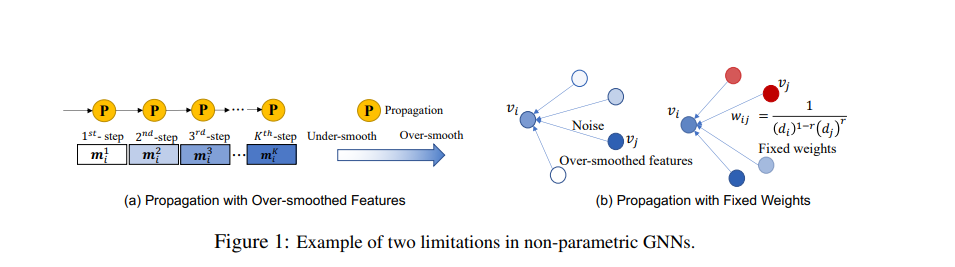 P P P ... P P Propagation
1^{st}- step 2^{nd}-step 3^{rd}-step K^{th}-step Under-smooth Over-smooth
m_i^1 m_i^2 m_i^3 ... m_i^K
(a) Propagation with Over-smoothed Features
v_i
Noise
v_j
Over-smoothed features
v_i
v_j
w_{ij} = \frac{1}{(d_i)^{1-r}(d_j)^r}
Fixed weights
(b) Propagation with Fixed Weights
Figure 1: Example of two limitations in non-parametric GNNs.